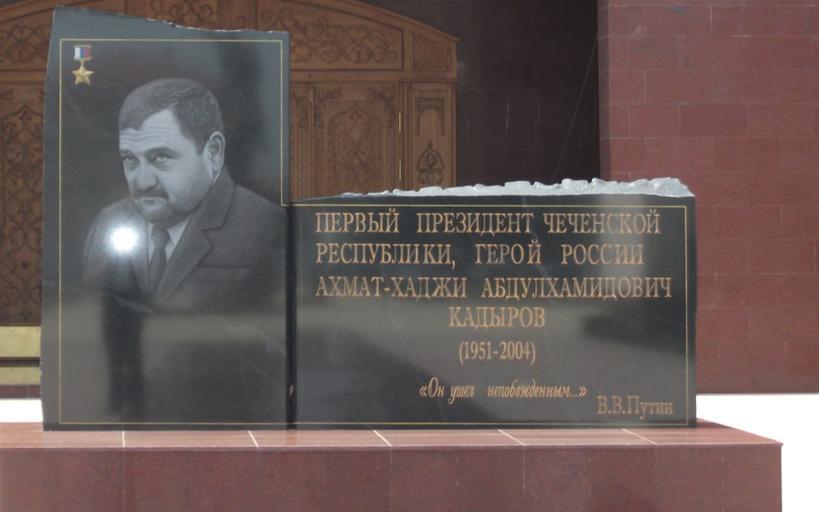 ПЕРВЫЙ ПРЕЗИДЕНТ ЧЕЧЕНСКОЙ
РЕСПУБЛИКИ, ГЕРОЙ РОССИИ
АХМАТ-ХАДЖИ АБДУЛХАМИДОВИЧ
КАДЫРОВ
(1951-2004)
«Он ушел непобежденным...»
В.В.Путин